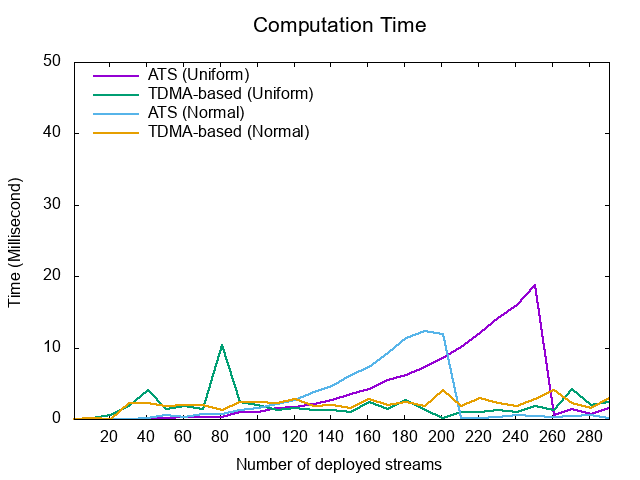 Computation Time
50
40
30
20
10
0
Time (Millisecond)
ATS (Uniform)
TDMA-based (Uniform)
ATS (Normal)
TDMA-based (Normal)
20 40 60 80 100 120 140 160 180 200 220 240 260 280
Number of deployed streams